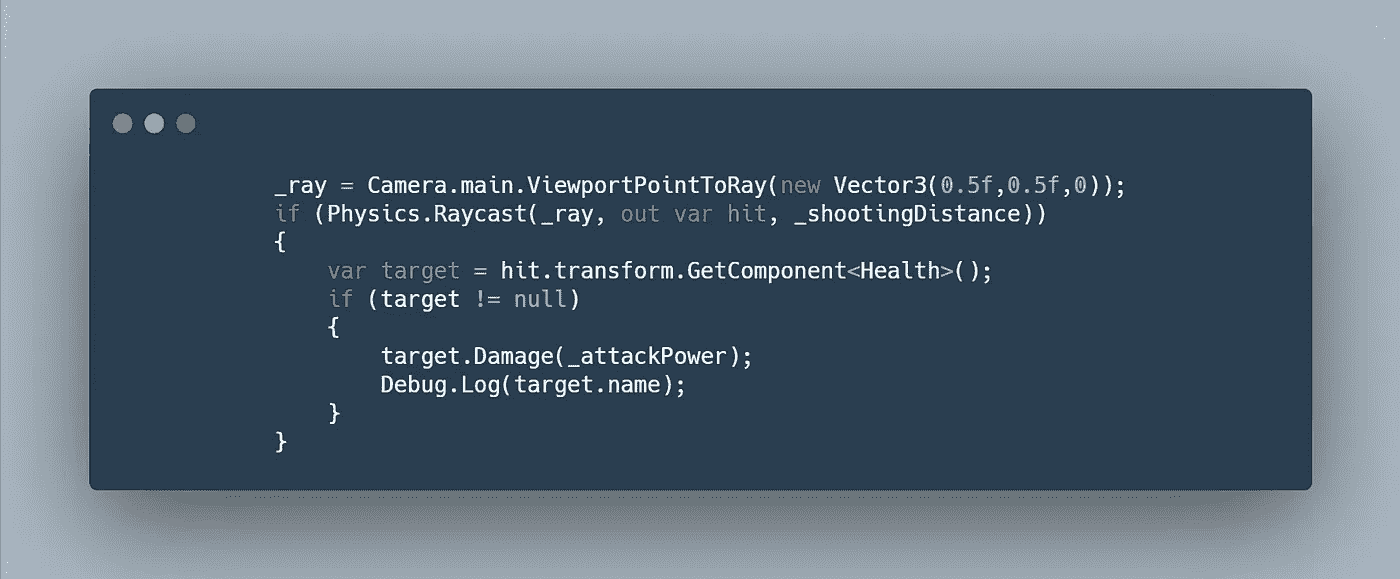 _ray = Camera.main.ViewportPointToRay(new Vector3(0.5f,0.5f,0));
if (Physics.Raycast(_ray, out var hit, _shootingDistance))
{
    var target = hit.transform.GetComponent<Health>();
    if (target != null)
    {
        target.Damage(_attackPower);
        Debug.Log(target.name);
    }
}